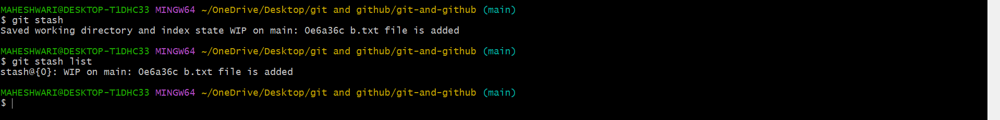 MAHESHWARI@DESKTOP-T1DHC33 MINGW64 ~/OneDrive/Desktop/git and github/git-and-github (main)
$ git stash
Saved working directory and index state WIP on main: 0e6a36c b.txt file is added
MAHESHWARI@DESKTOP-T1DHC33 MINGW64 ~/OneDrive/Desktop/git and github/git-and-github (main)
$ git stash list
stash@{0}: WIP on main: 0e6a36c b.txt file is added
MAHESHWARI@DESKTOP-T1DHC33 MINGW64 ~/OneDrive/Desktop/git and github/git-and-github (main)
$